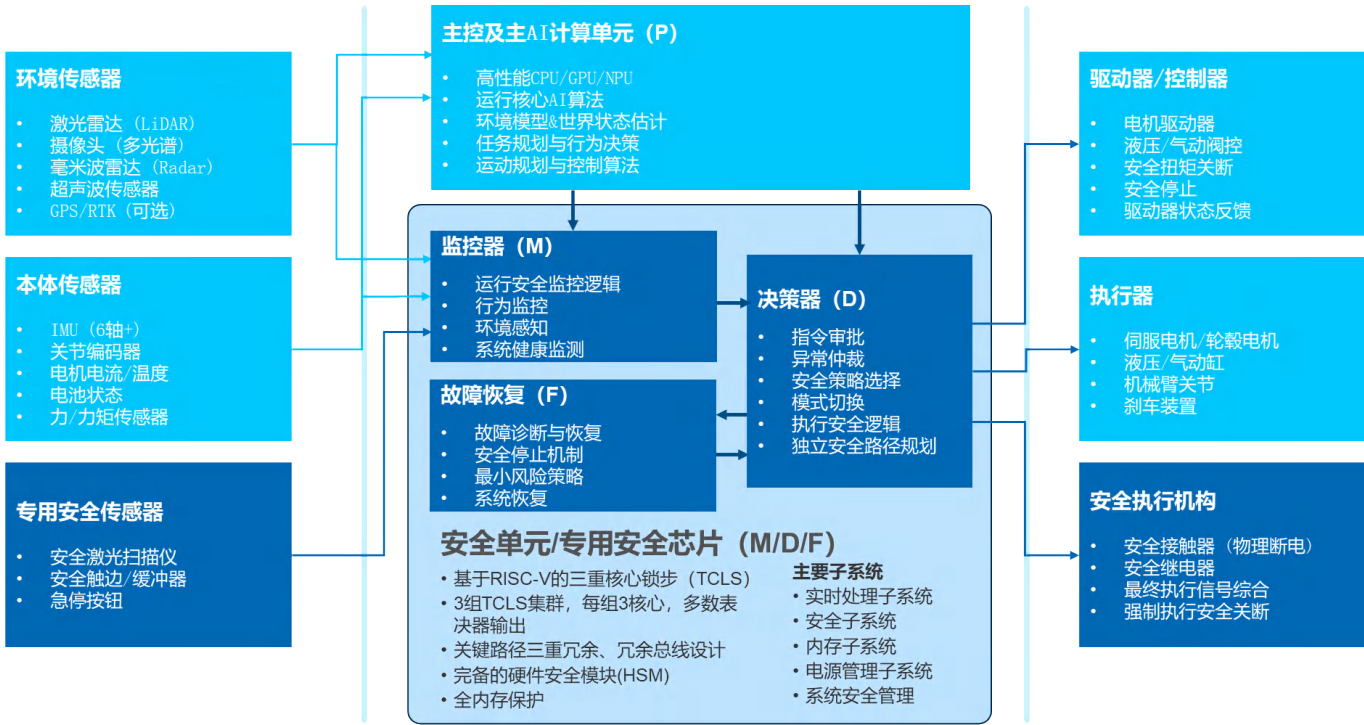 环境传感器
• 激光雷达（LiDAR）
• 摄像头（多光谱）
• 毫米波雷达（Radar）
• 超声波传感器
• GPS/RTK（可选）
本体传感器
• IMU（6轴+）
• 关节编码器
• 电机电流/温度
• 电池状态
• 力/力矩传感器
专用安全传感器
• 安全激光扫描仪
• 安全触边/缓冲器
• 急停按钮
主控及主AI计算单元（P）
• 高性能CPU/GPU/NPU
• 运行核心AI算法
• 环境模型&世界状态估计
• 任务规划与行为决策
• 运动规划与控制算法
监控器（M）
• 运行安全监控逻辑
• 行为监控
• 环境感知
• 系统健康监测
故障恢复（F）
• 故障诊断与恢复
• 安全停止机制
• 最小风险策略
• 系统恢复
决策器（D）
• 指令审批
• 异常仲裁
• 安全策略选择
• 模式切换
• 执行安全逻辑
• 独立安全路径规划
安全单元/专用安全芯片（M/D/F）
• 基于RISC-V的三重核心锁步（TCLS）
• 3组TCLS集群，每组3核心，多数表
决器输出
• 关键路径三重冗余、冗余总线设计
• 完备的硬件安全模块(HSM)
• 全内存保护
主要子系统
• 实时处理子系统
• 安全子系统
• 内存子系统
• 电源管理子系统
• 系统安全管理
驱动器/控制器
• 电机驱动器
• 液压/气动阀控
• 安全扭矩关断
• 安全停止
• 驱动器状态反馈
执行器
• 伺服电机/轮毂电机
• 液压/气动缸
• 机械臂关节
• 刹车装置
安全执行机构
• 安全接触器（物理断电）
• 安全继电器
• 最终执行信号综合
• 强制执行安全关断